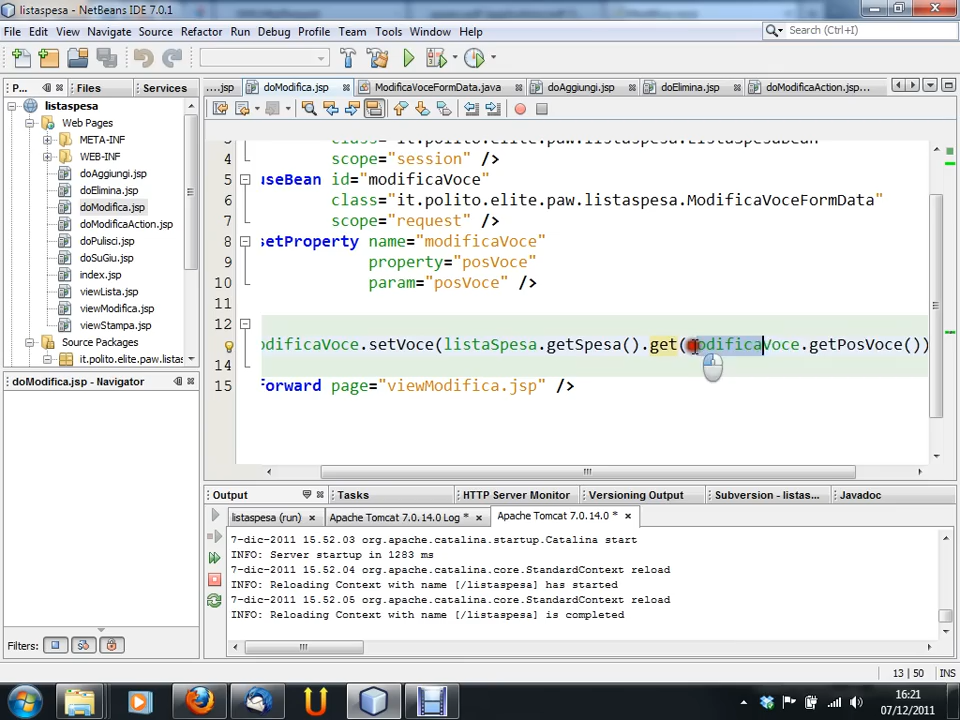 listaspesa - NetBeans IDE 7.0.1
File Edit View Navigate Source Refactor Run Debug Profile Team Tools Window Help
Search (Ctrl+I)
P... Files Services
...jsp doModifica.jsp ModificaVoceFormData.java doAggiungi.jsp doElimina.jsp doModificaAction.jsp...
listaspesa
Web Pages
META-INF
WEB-INF
doAggiungi.jsp
doElimina.jsp
doModifica.jsp
doModificaAction.jsp
doPulisci.jsp
doSuGiu.jsp
index.jsp
viewLista.jsp
viewModifica.jsp
viewStampa.jsp
Source Packages
it.polito.elite.paw.listas
doModifica.jsp - Navigator
Filters:
4 scope="session" />
5 useBean id="modificaVoce"
6 class="it.polito.elite.paw.listaspesa.ModificaVoceFormData"
7 scope="request" />
8 setProperty name="modificaVoce"
9 property="posVoce"
10 param="posVoce" />
11
12
odificaVoce.setVoce(listaSpesa.getSpesa().get(modificaVoce.getPosVoce())
14
15 forward page="viewModifica.jsp" />
Output Tasks HTTP Server Monitor Versioning Output Subversion - listas... Javadoc
listaspesa (run) Apache Tomcat 7.0.14.0 Log * Apache Tomcat 7.0.14.0 *
7-dic-2011 15.52.03 org.apache.catalina.startup.Catalina start
INFO: Server startup in 1283 ms
7-dic-2011 15.52.04 org.apache.catalina.core.StandardContext reload
INFO: Reloading Context with name [/listaspesa] has started
7-dic-2011 15.52.05 org.apache.catalina.core.StandardContext reload
INFO: Reloading Context with name [/listaspesa] is completed
13 | 50 INS
16:21
07/12/2011